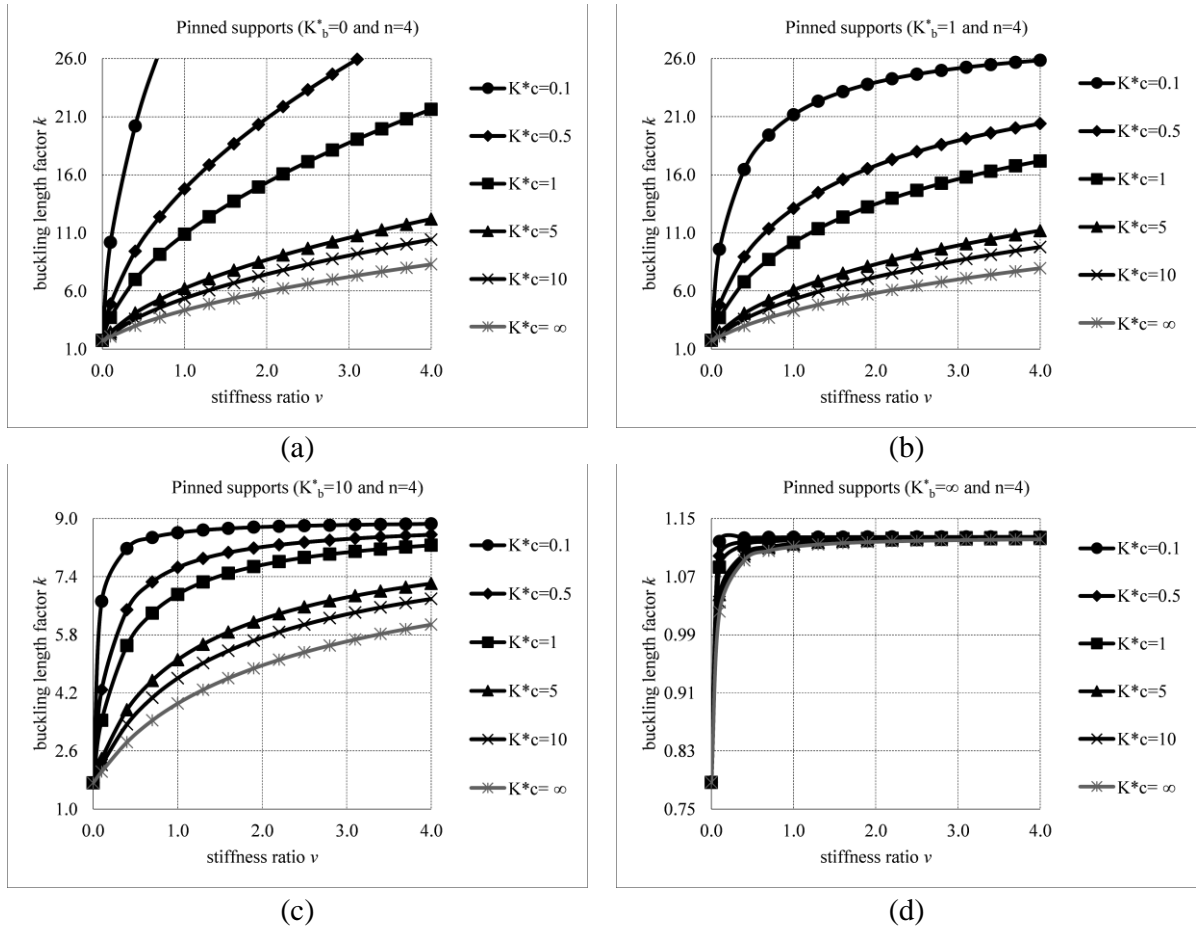 Pinned supports (K*b=0 and n=4)
26.0
21.0
16.0
11.0
6.0
1.0
buckling length factor k
0.0 1.0 2.0 3.0 4.0
stiffness ratio ν
K*c=0.1
K*c=0.5
K*c=1
K*c=5
K*c=10
K*c= ∞
(a)
Pinned supports (K*b=1 and n=4)
26.0
21.0
16.0
11.0
6.0
1.0
buckling length factor k
0.0 1.0 2.0 3.0 4.0
stiffness ratio ν
K*c=0.1
K*c=0.5
K*c=1
K*c=5
K*c=10
K*c= ∞
(b)
Pinned supports (K*b=10 and n=4)
9.0
7.4
5.8
4.2
2.6
1.0
buckling length factor k
0.0 1.0 2.0 3.0 4.0
stiffness ratio ν
K*c=0.1
K*c=0.5
K*c=1
K*c=5
K*c=10
K*c= ∞
(c)
Pinned supports (K*b=∞ and n=4)
1.15
1.07
0.99
0.91
0.83
0.75
buckling length factor k
0.0 1.0 2.0 3.0 4.0
stiffness ratio ν
K*c=0.1
K*c=0.5
K*c=1
K*c=5
K*c=10
K*c= ∞
(d)